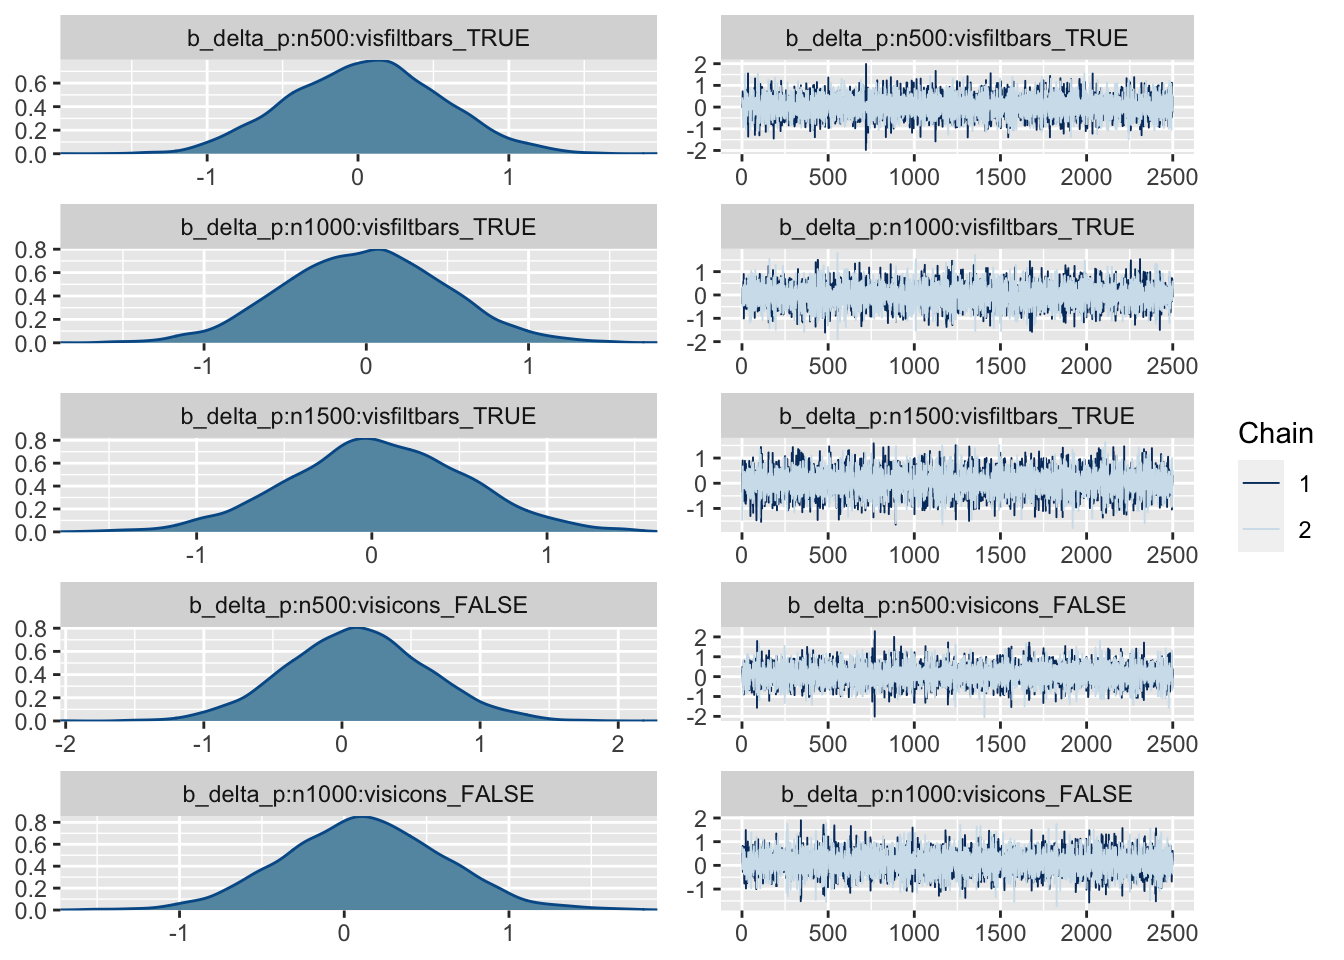 b_delta_p:n500:visfiltbars_TRUE
0.6
0.4
0.2
0.0
-1 0 1
b_delta_p:n500:visfiltbars_TRUE
2
1
0
-1
-2
0 500 1000 1500 2000 2500
b_delta_p:n1000:visfiltbars_TRUE
0.8
0.6
0.4
0.2
0.0
-1 0 1
b_delta_p:n1000:visfiltbars_TRUE
1
0
-1
-2
0 500 1000 1500 2000 2500
b_delta_p:n1500:visfiltbars_TRUE
0.8
0.6
0.4
0.2
0.0
-1 0 1
b_delta_p:n1500:visfiltbars_TRUE
1
0
-1
0 500 1000 1500 2000 2500
b_delta_p:n500:visicons_FALSE
0.8
0.6
0.4
0.2
0.0
-2 -1 0 1 2
b_delta_p:n500:visicons_FALSE
2
1
0
-1
-2
0 500 1000 1500 2000 2500
b_delta_p:n1000:visicons_FALSE
0.8
0.6
0.4
0.2
0.0
-1 0 1
b_delta_p:n1000:visicons_FALSE
2
1
0
-1
0 500 1000 1500 2000 2500
Chain
1
2